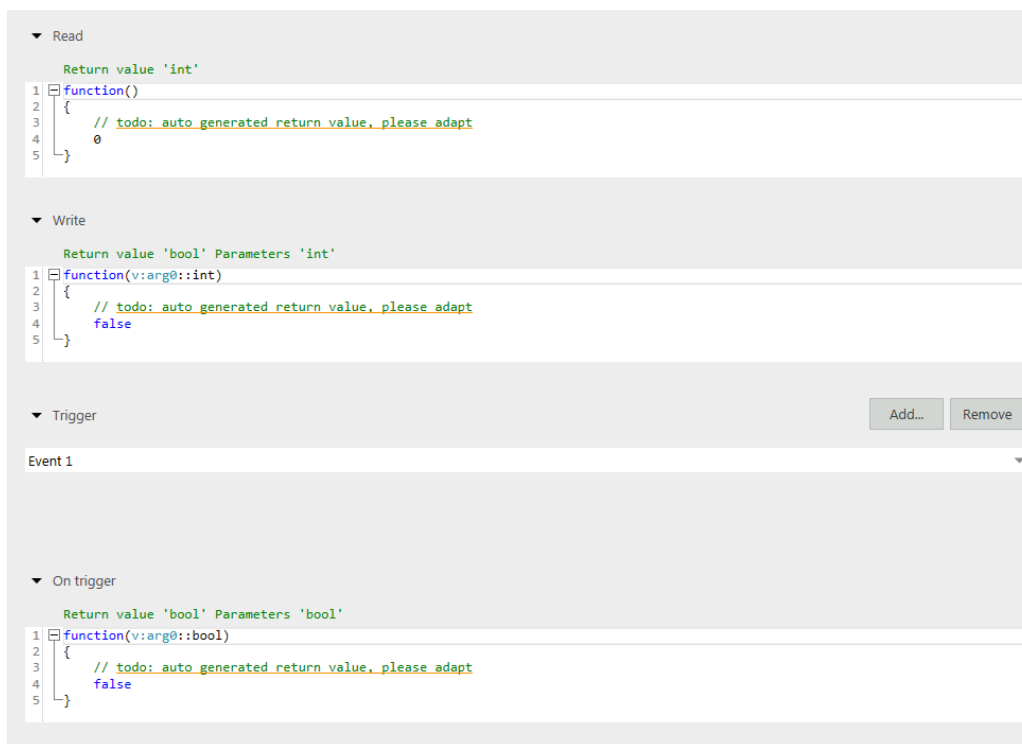 Read
Return value 'int'
1 function()
2 {
3 // todo: auto generated return value, please adapt
4 0
5 }
Write
Return value 'bool' Parameters 'int'
1 function(v:arg0::int)
2 {
3 // todo: auto generated return value, please adapt
4 false
5 }
Trigger Add... Remove
Event 1
On trigger
Return value 'bool' Parameters 'bool'
1 function(v:arg0::bool)
2 {
3 // todo: auto generated return value, please adapt
4 false
5 }